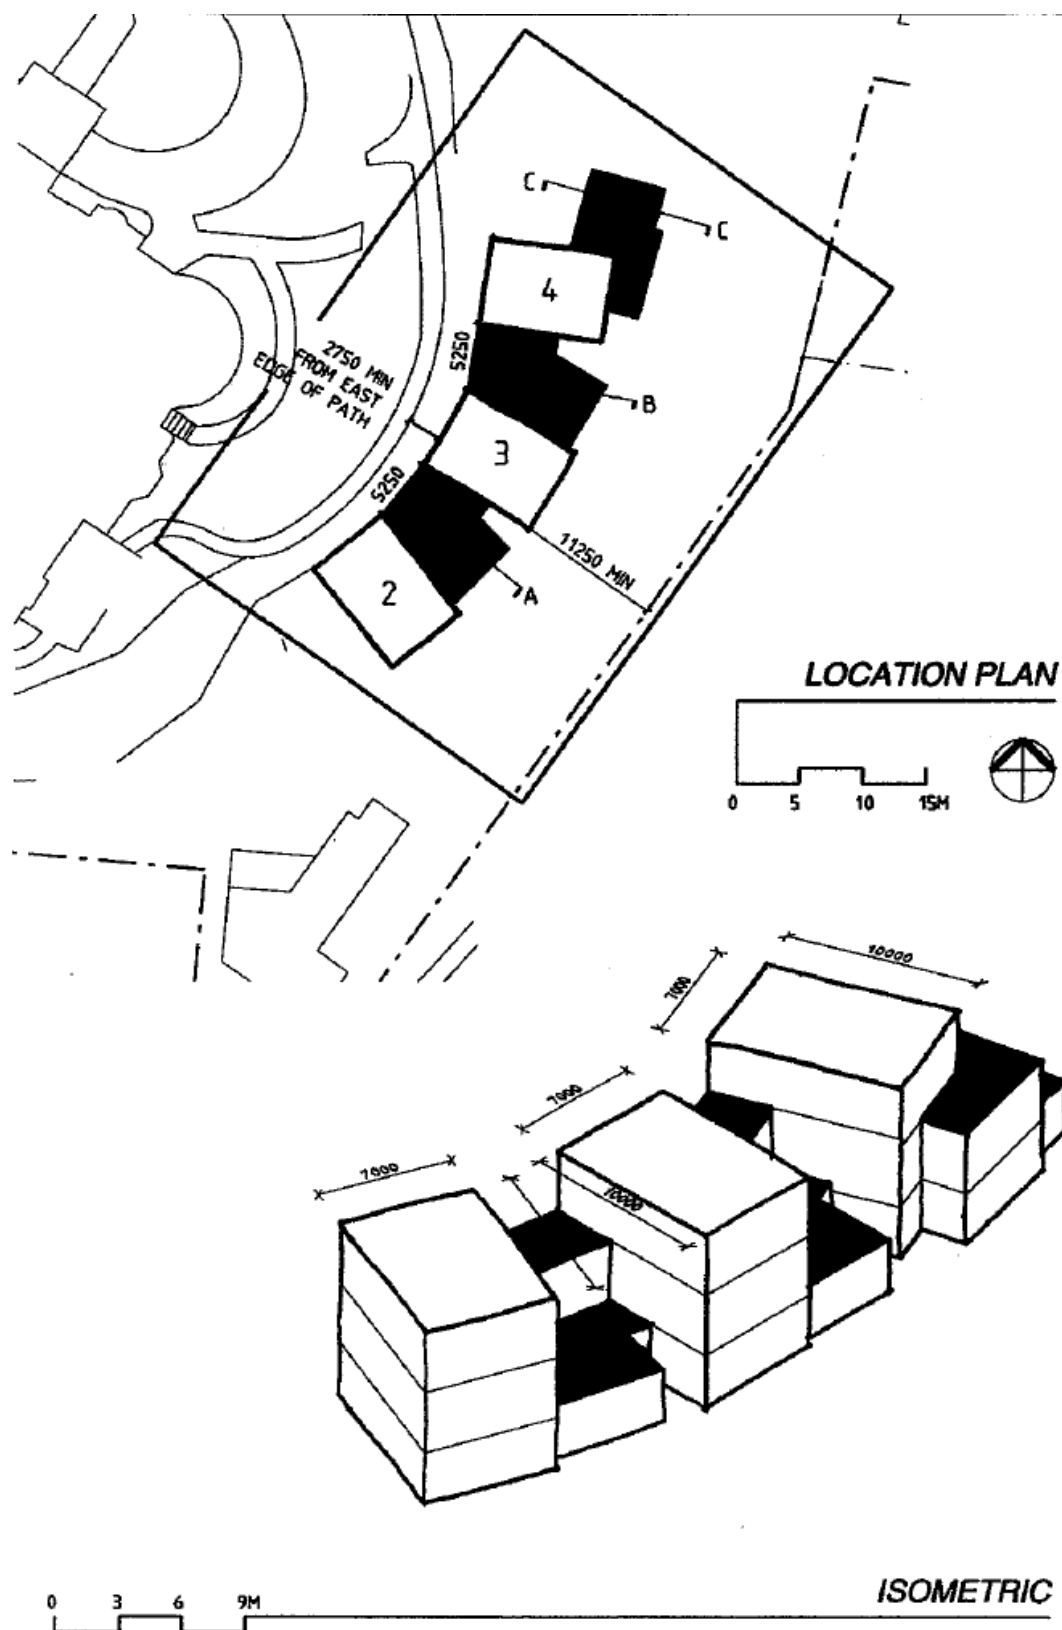 C
C
4
5250
2750 MIN
FROM EAST
EDGE OF PATH
B
3
5250
11250 MIN
2
A
LOCATION PLAN
0 5 10 15M
10000
7000
7000
7000
10000
0 3 6 9M
ISOMETRIC